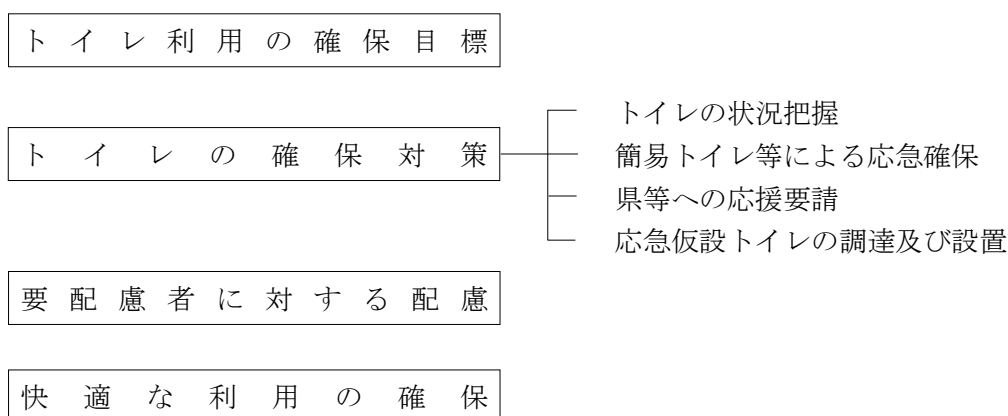 トイレ利用の確保目標
トイレの確保対策
トイレの状況把握
簡易トイレ等による応急確保
県等への応援要請
応急仮設トイレの調達及び設置
要配慮者に対する配慮
快適な利用の確保